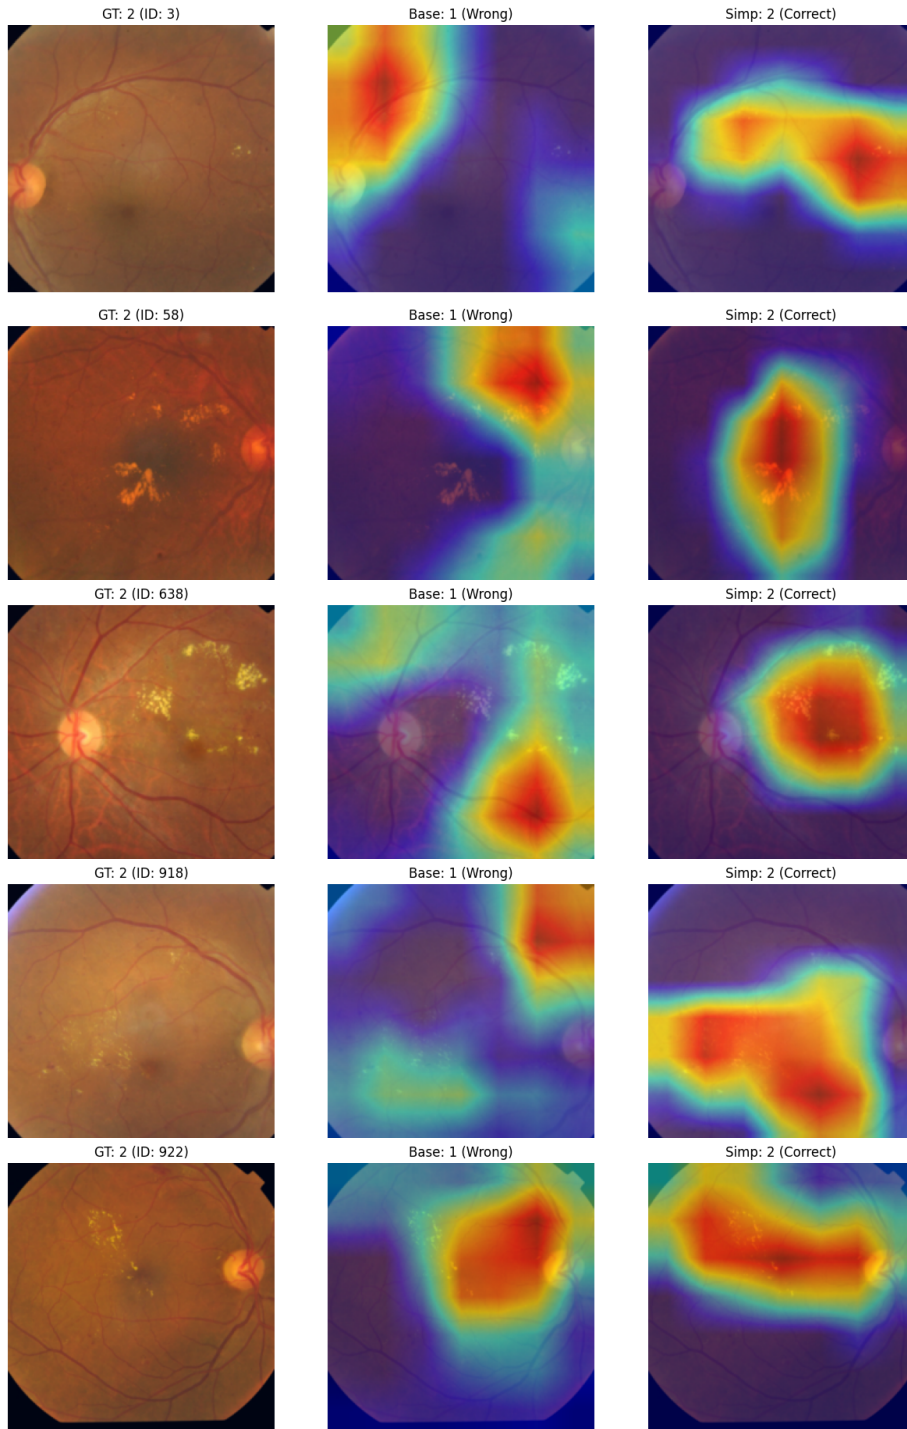 GT: 2 (ID: 3)
Base: 1 (Wrong)
Simp: 2 (Correct)
GT: 2 (ID: 58)
Base: 1 (Wrong)
Simp: 2 (Correct)
GT: 2 (ID: 638)
Base: 1 (Wrong)
Simp: 2 (Correct)
GT: 2 (ID: 918)
Base: 1 (Wrong)
Simp: 2 (Correct)
GT: 2 (ID: 922)
Base: 1 (Wrong)
Simp: 2 (Correct)